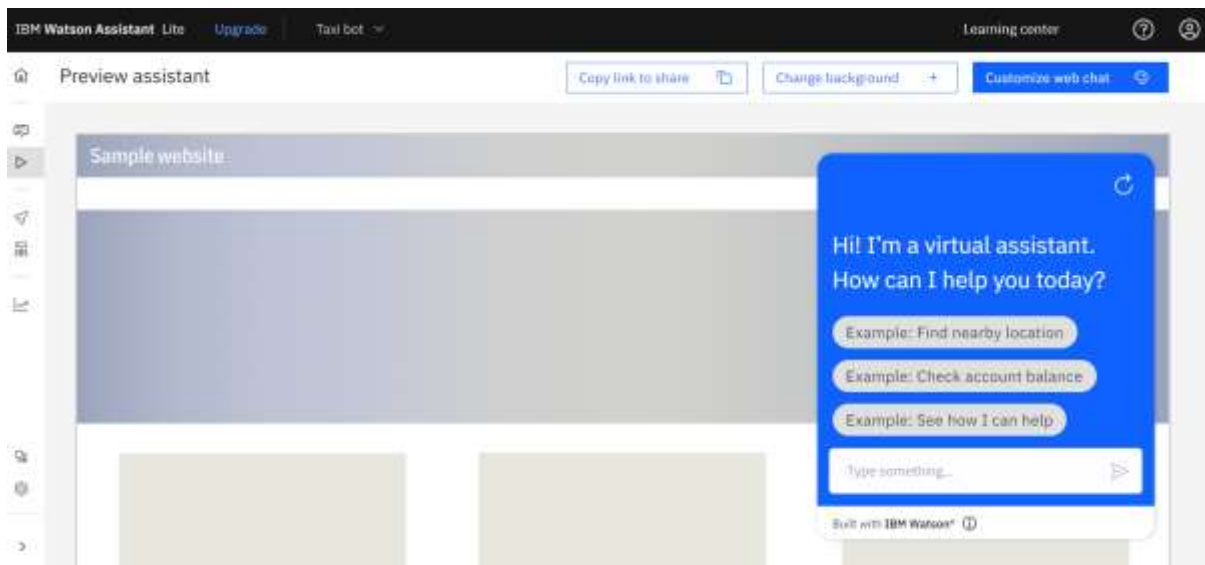 IBM Watson Assistant Lite Upgrade Taxi bot Learning center
Preview assistant Copy link to share Change background + Customize web chat
Sample website
Hi! I'm a virtual assistant.
How can I help you today?
Example: Find nearby location
Example: Check account balance
Example: See how I can help
Type something...
Built with IBM Watson®